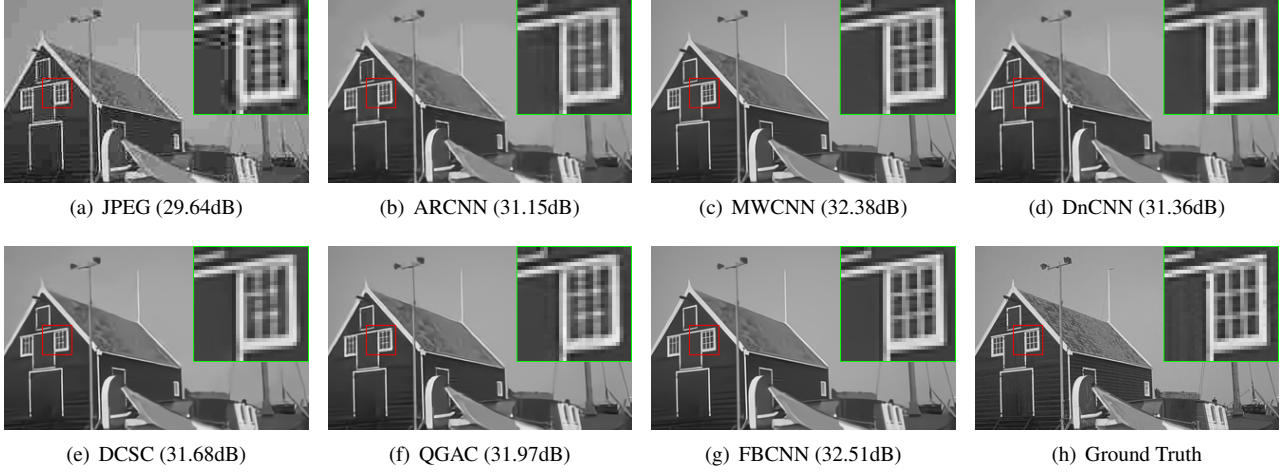 (a) JPEG (29.64dB)
(b) ARCNN (31.15dB)
(c) MWCNN (32.38dB)
(d) DnCNN (31.36dB)
(e) DCSC (31.68dB)
(f) QGAC (31.97dB)
(g) FBCNN (32.51dB)
(h) Ground Truth